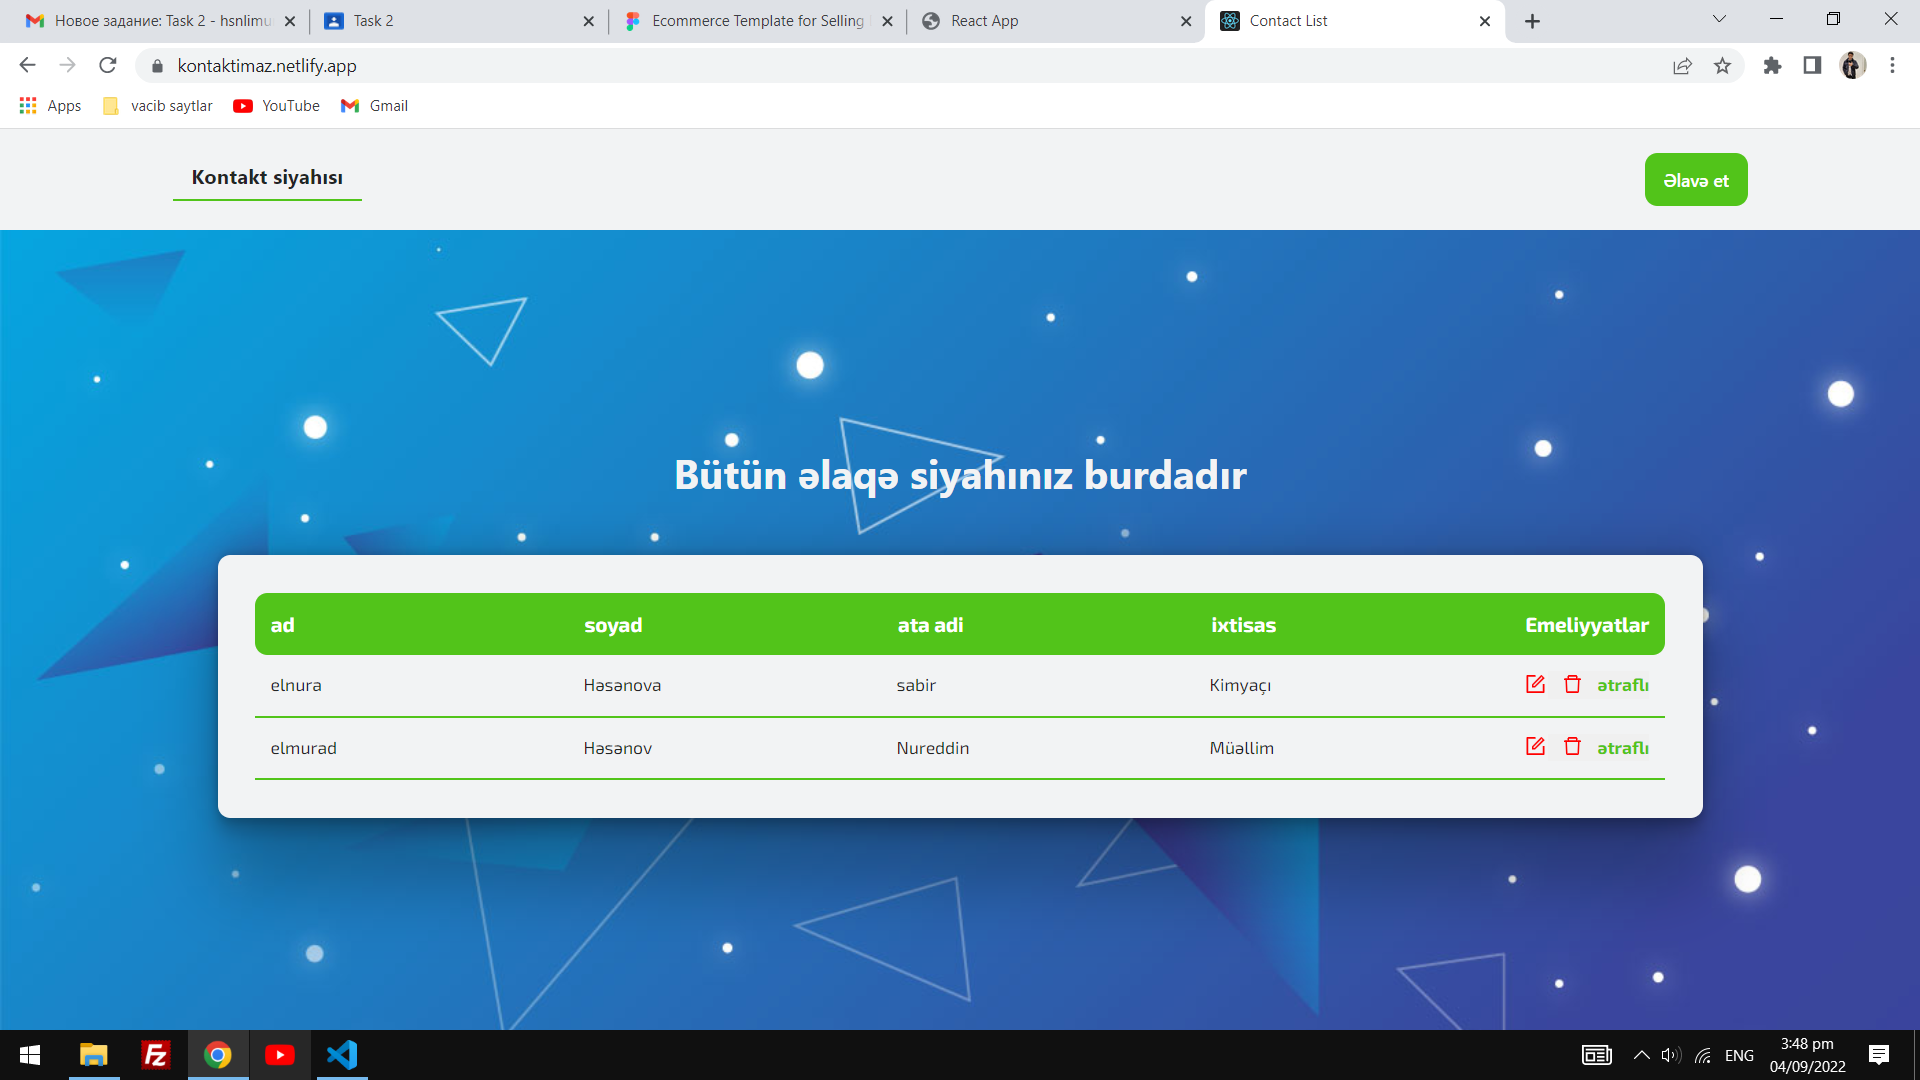 Новое задание: Task 2 - hsnlimu
Task 2
Ecommerce Template for Selling
React App
Contact List
kontaktimaz.netlify.app
Apps
vacib saytlar
YouTube
Gmail
Kontakt siyahısı
Əlavə et
Bütün əlaqə siyahınız burdadır
ad soyad ata adi ixtisas Emeliyyatlar
elnura Həsənova sabir Kimyaçı ətraflı
elmurad Həsənov Nureddin Müəllim ətraflı
ENG
3:48 pm
04/09/2022